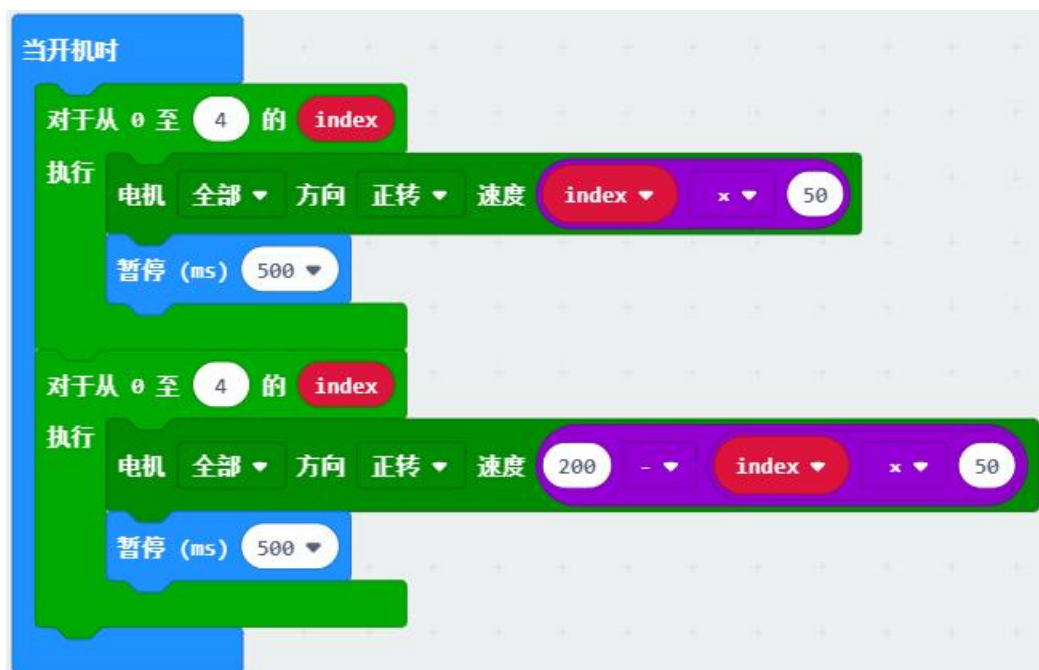 当开机时
对于从 0 至 4 的 index
执行
电机 全部 方向 正转 速度 index × 50
暂停 (ms) 500
对于从 0 至 4 的 index
执行
电机 全部 方向 正转 速度 200 - index × 50
暂停 (ms) 500